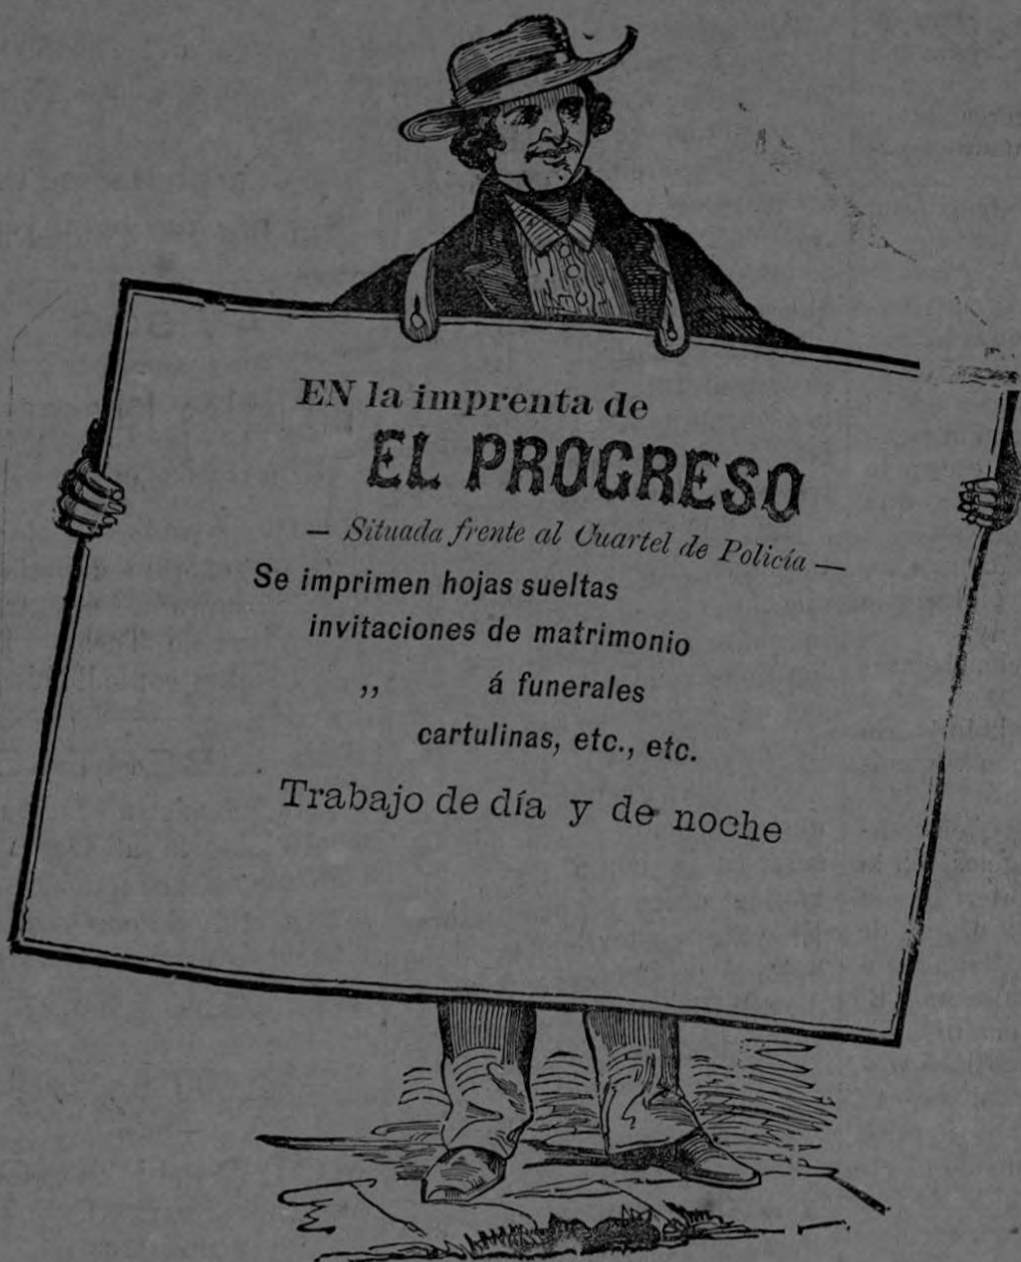 EN la imprenta de
EL PROGRESO
— Situada frente al Cuartel de Policía —
Se imprimen hojas sueltas
invitaciones de matrimonio
,, á funerales
cartulinas, etc., etc.
Trabajo de día y de noche